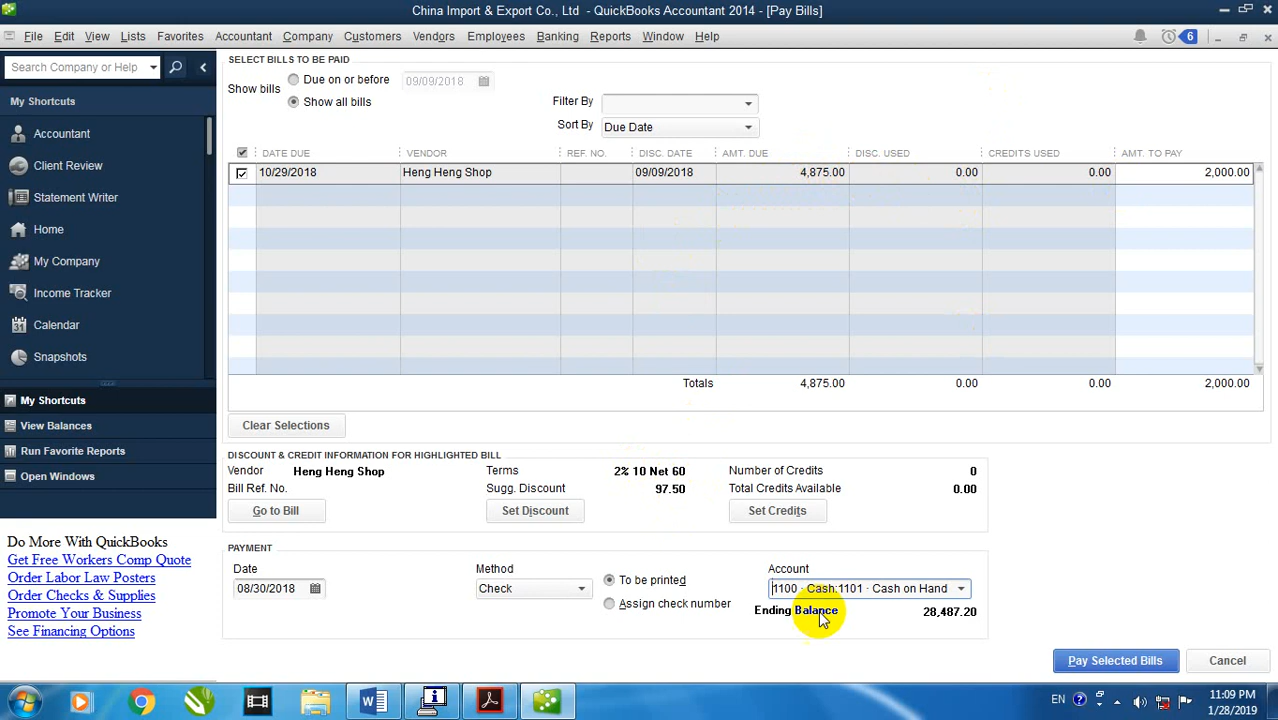 China Import & Export Co., Ltd - QuickBooks Accountant 2014 - [Pay Bills]
File Edit View Lists Favorites Accountant Company Customers Vendors Employees Banking Reports Window Help 6
Search Company or Help
My Shortcuts
Accountant
Client Review
Statement Writer
Home
My Company
Income Tracker
Calendar
Snapshots
My Shortcuts
View Balances
Run Favorite Reports
Open Windows
Do More With QuickBooks
Get Free Workers Comp Quote
Order Labor Law Posters
Order Checks & Supplies
Promote Your Business
See Financing Options
SELECT BILLS TO BE PAID
Show bills Due on or before 09/09/2018
Show all bills
Filter By
Sort By Due Date
DATE DUE VENDOR REF. NO. DISC. DATE AMT. DUE DISC. USED CREDITS USED AMT. TO PAY
10/29/2018 Heng Heng Shop 09/09/2018 4,875.00 0.00 0.00 2,000.00
Totals 4,875.00 0.00 0.00 2,000.00
Clear Selections
DISCOUNT & CREDIT INFORMATION FOR HIGHLIGHTED BILL
Vendor Heng Heng Shop Terms 2% 10 Net 60 Number of Credits 0
Bill Ref. No. Sugg. Discount 97.50 Total Credits Available 0.00
Go to Bill Set Discount Set Credits
PAYMENT
Date Method Account
08/30/2018 Check To be printed 1100 · Cash:1101 · Cash on Hand
Assign check number Ending Balance 28,487.20
Pay Selected Bills Cancel
EN 11:09 PM
1/28/2019